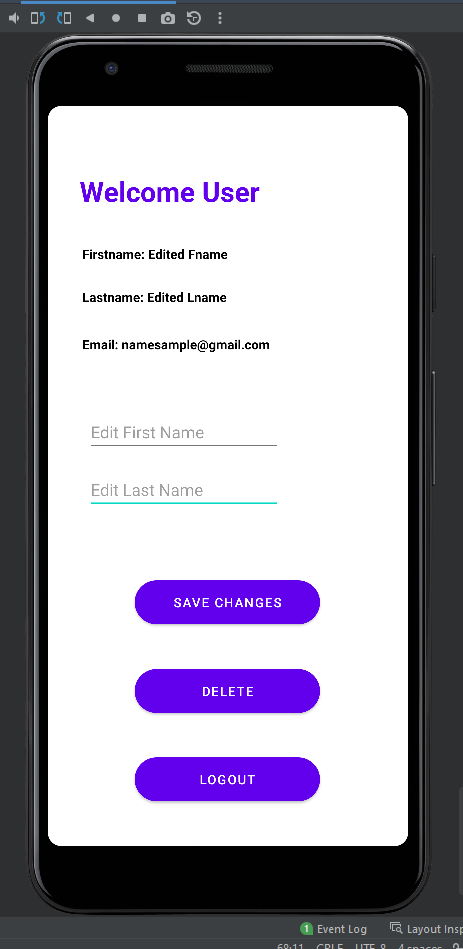 Welcome User
Firstname: Edited Fname
Lastname: Edited Lname
Email: namesample@gmail.com
Edit First Name
Edit Last Name
SAVE CHANGES
DELETE
LOGOUT
1 Event Log Layout Insp
68:11 CRLF UTF-8 4 spaces